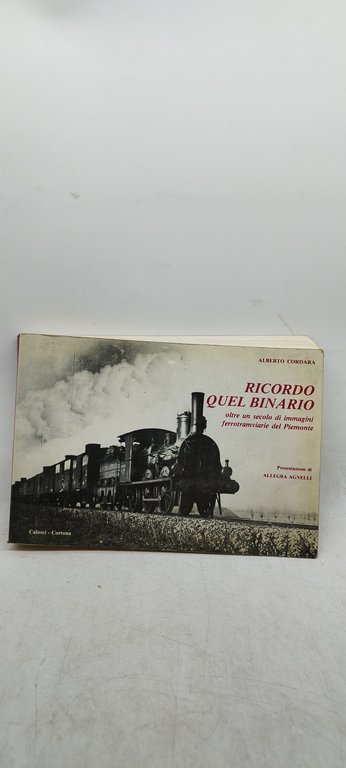 ALBERTO CORDARA
RICORDO
QUEL BINARIO
oltre un secolo di immagini
ferrotramviarie del Piemonte
Presentazione di
ALLEGRA AGNELLI
Calosci - Cortona